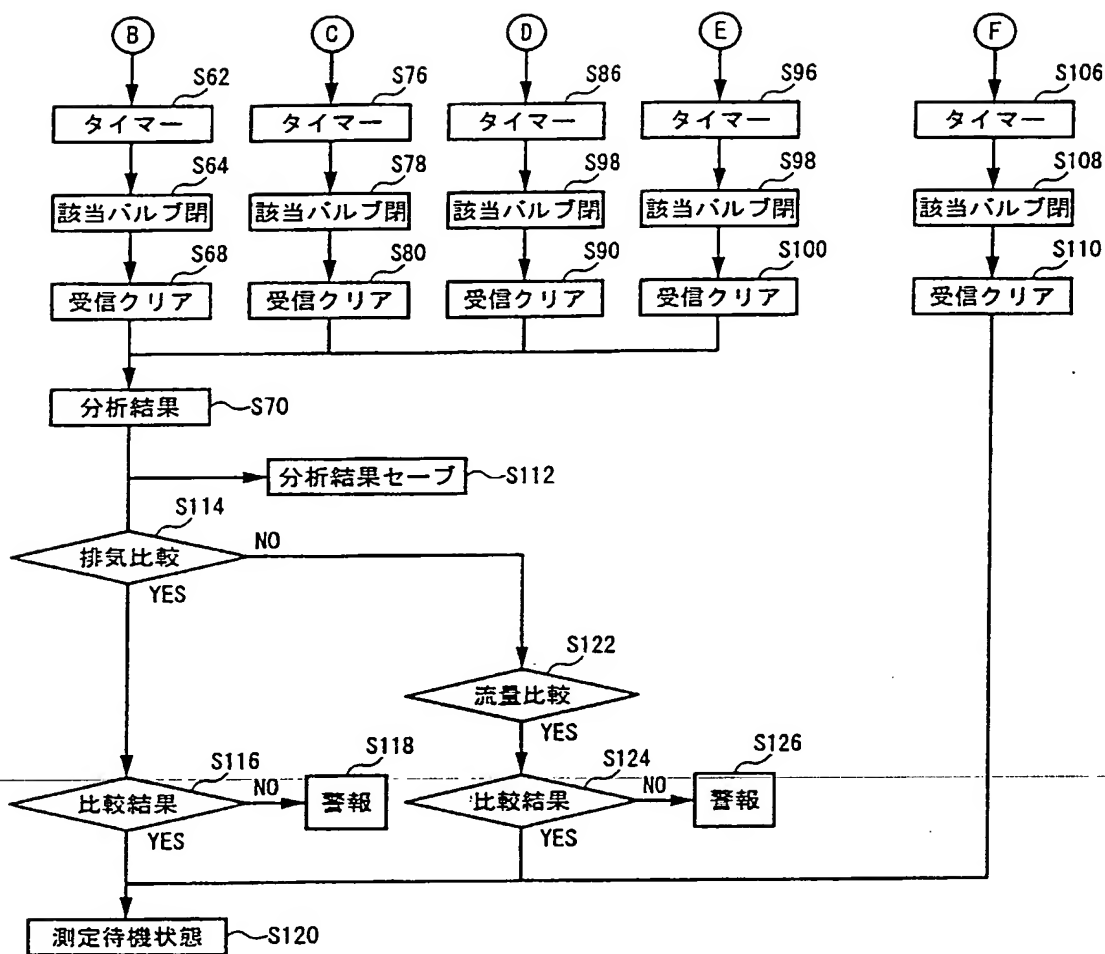 B C D E F
S62 S76 S86 S96 S106
タイマー タイマー タイマー タイマー タイマー
S64 S78 S98 S98 S108
該当バルブ閉 該当バルブ閉 該当バルブ閉 該当バルブ閉 該当バルブ閉
S68 S80 S90 S100 S110
受信クリア 受信クリア 受信クリア 受信クリア 受信クリア
分析結果 S70
分析結果セーブ S112
S114
排気比較 NO
YES
S122
流量比較
YES
S116 S118 S124 S126
比較結果 NO 警報 比較結果 NO 警報
YES YES
測定待機状態 S120